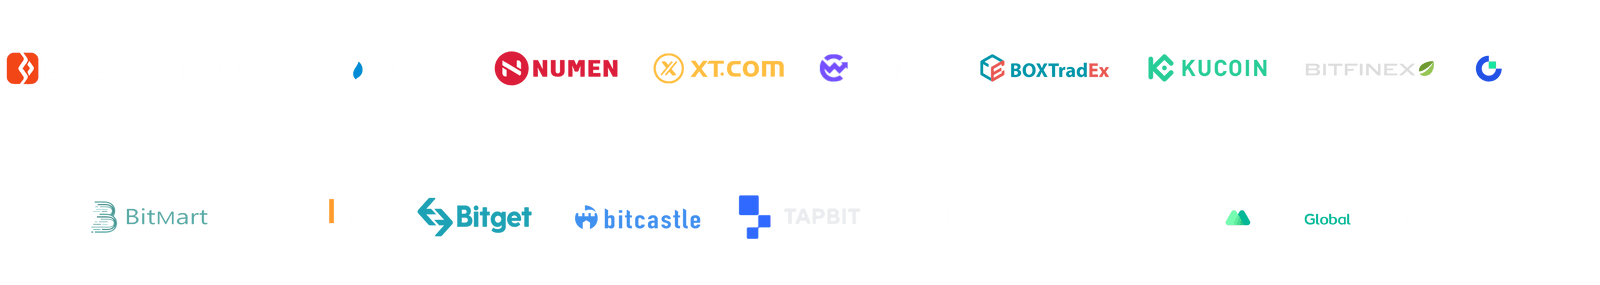 NUMEN XT.COM BOXTradEx KUCOIN BITFINEX
BitMart Bitget bitcastle TAPBIT Global